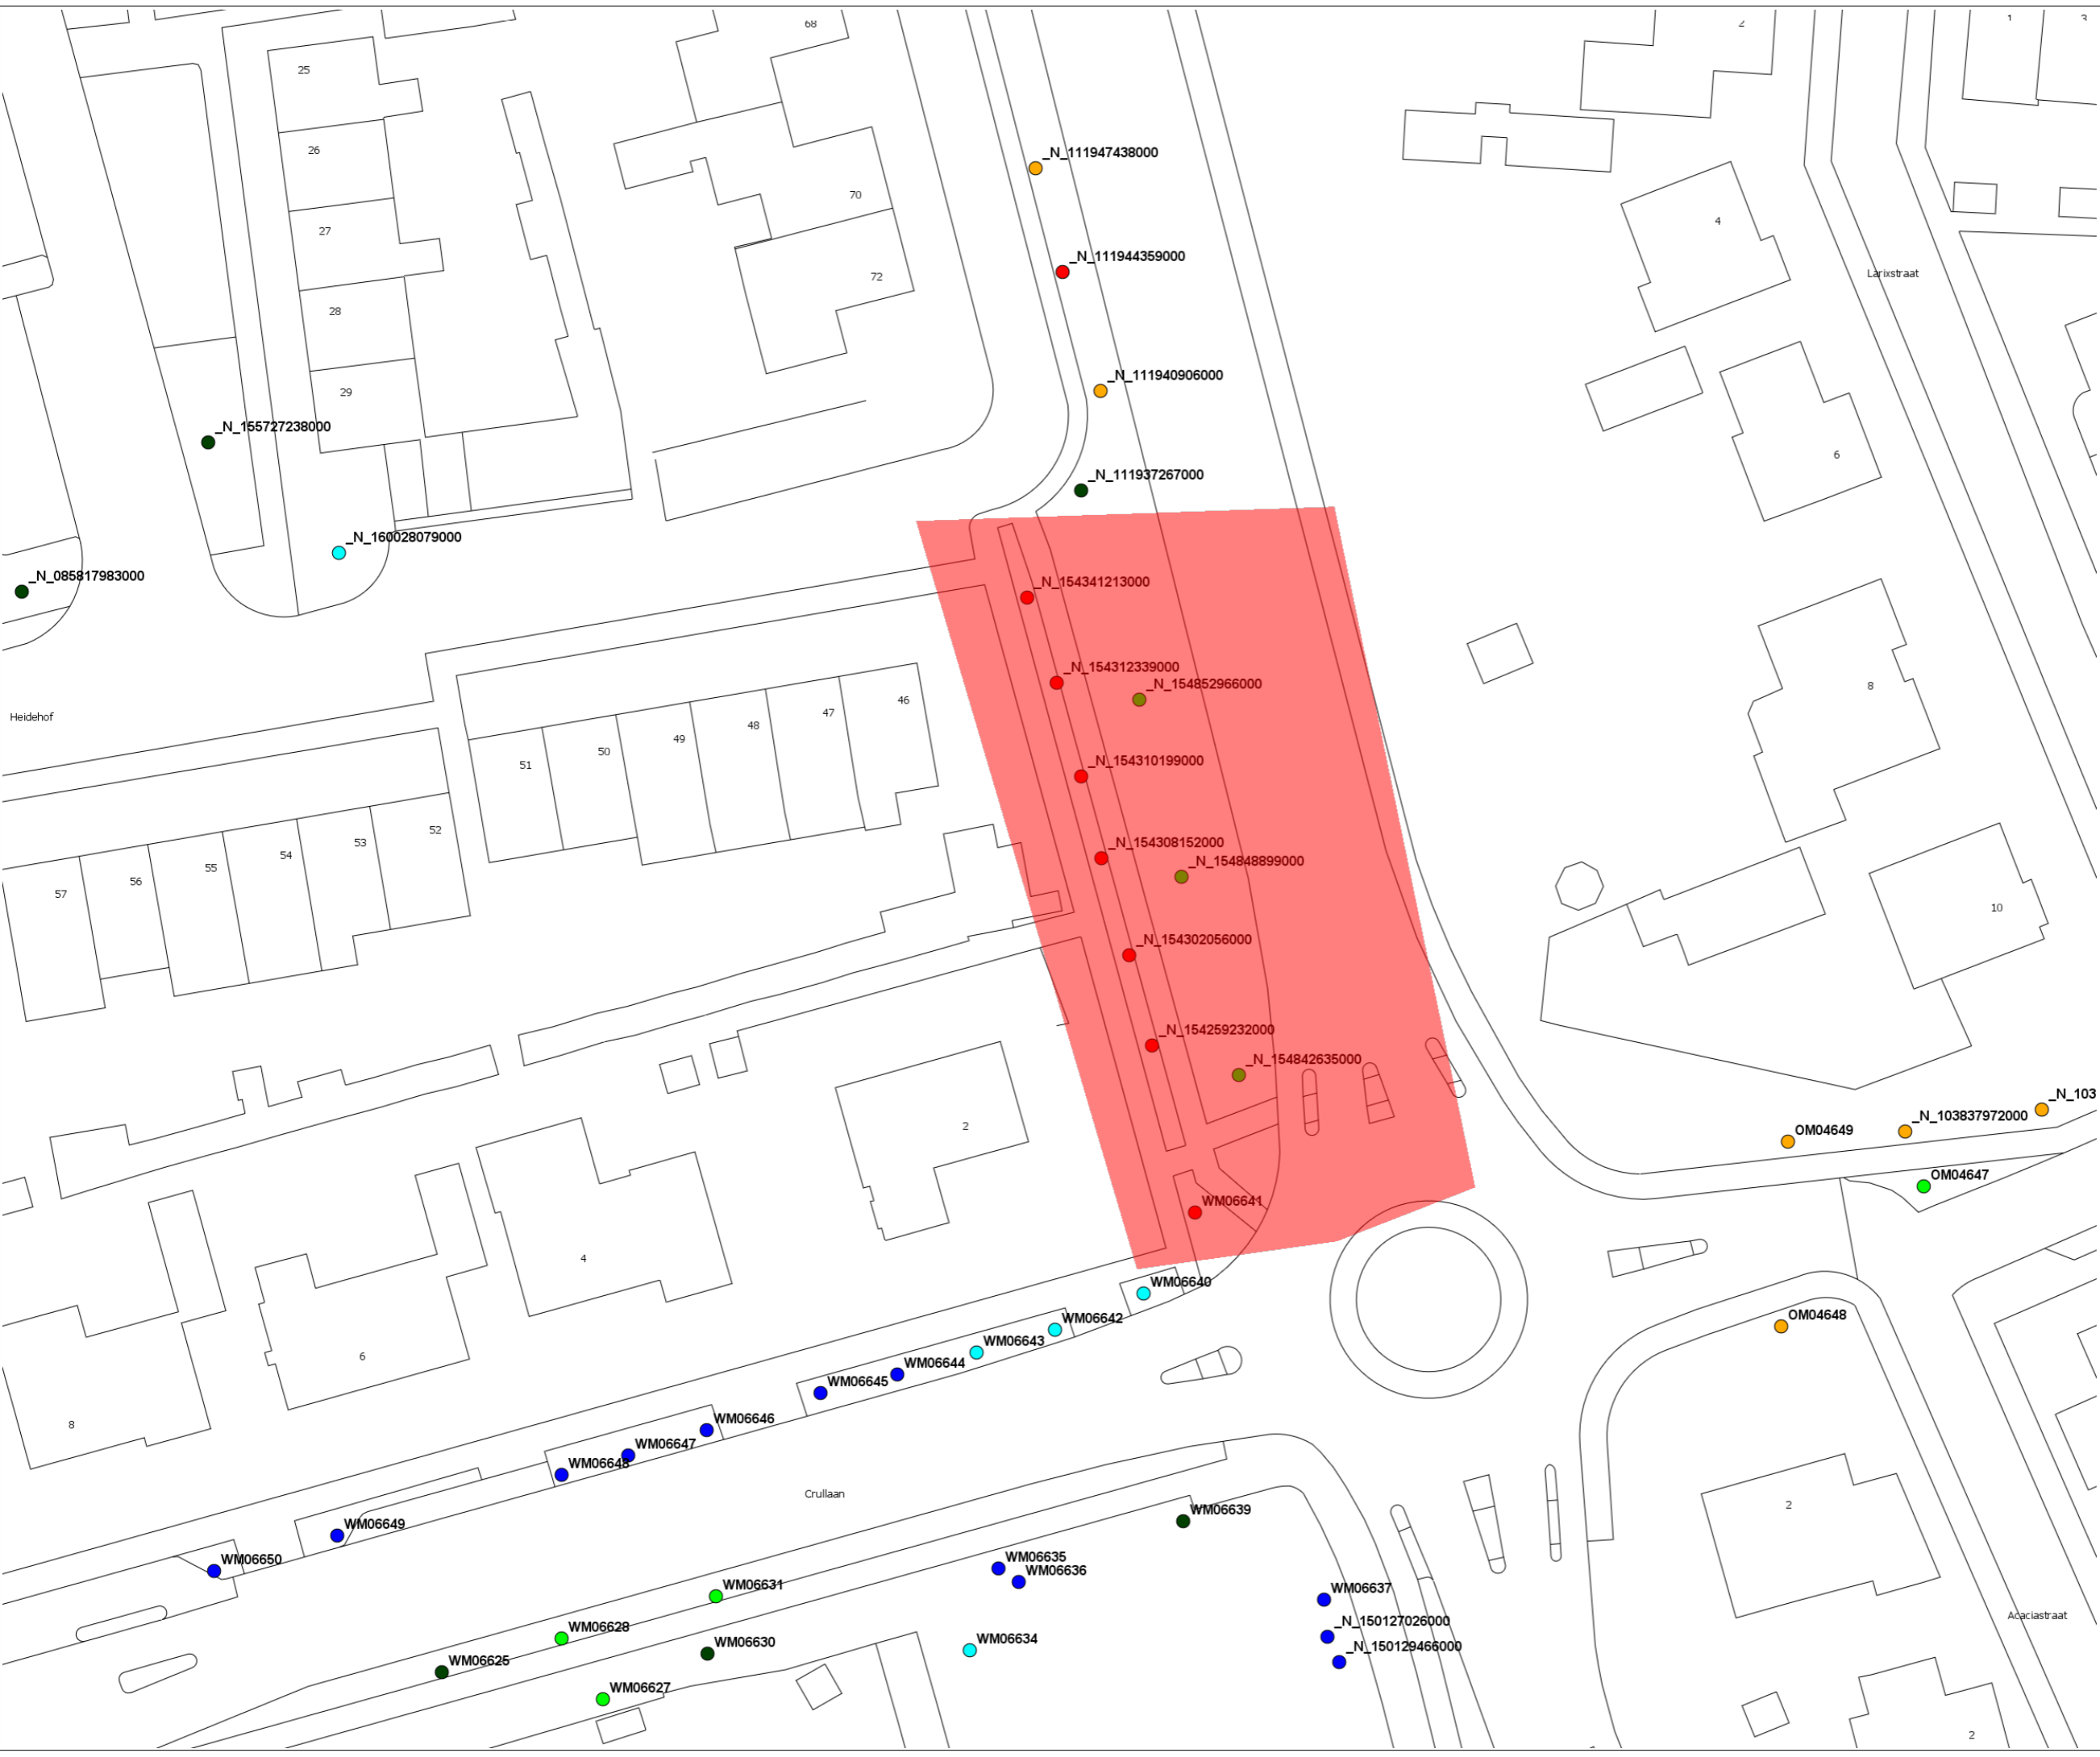 68
2
1
3
25
26
_N_111947438000
70
4
27
_N_111944359000
Larixstraat
72
28
_N_111940906000
29
_N_155727238000
6
_N_111937267000
_N_160028079000
_N_085817983000
_N_154341213000
_N_154312339000
_N_154852966000
8
46
47
48
49
50
51
Heidehof
_N_154310199000
52
53
54
55
56
57
_N_154308152000
_N_154848899000
10
_N_154302056000
_N_154259232000
_N_154842635000
_N_103
_N_103837972000
OM04649
2
OM04647
WM06641
4
WM06640
WM06642
OM04648
WM06643
6
WM06644
WM06645
8
WM06646
WM06647
WM06648
Crullaan
2
WM06639
WM06649
WM06650
WM06635
WM06636
WM06631
WM06637
Acaciastraat
_N_150127026000
WM06628
WM06634
WM06630
_N_150129466000
WM06625
WM06627
2